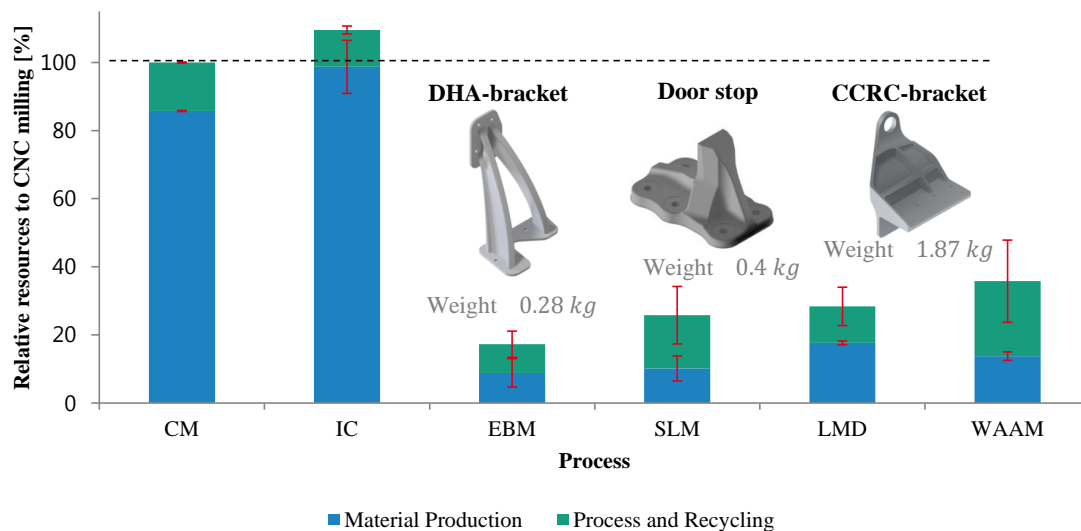 Relative resources to CNC milling [%]
100
80
60
40
20
0
DHA-bracket
Door stop
CCRC-bracket
Weight 0.28 kg
Weight 0.4 kg
Weight 1.87 kg
CM
IC
EBM
SLM
LMD
WAAM
Process
Material Production
Process and Recycling